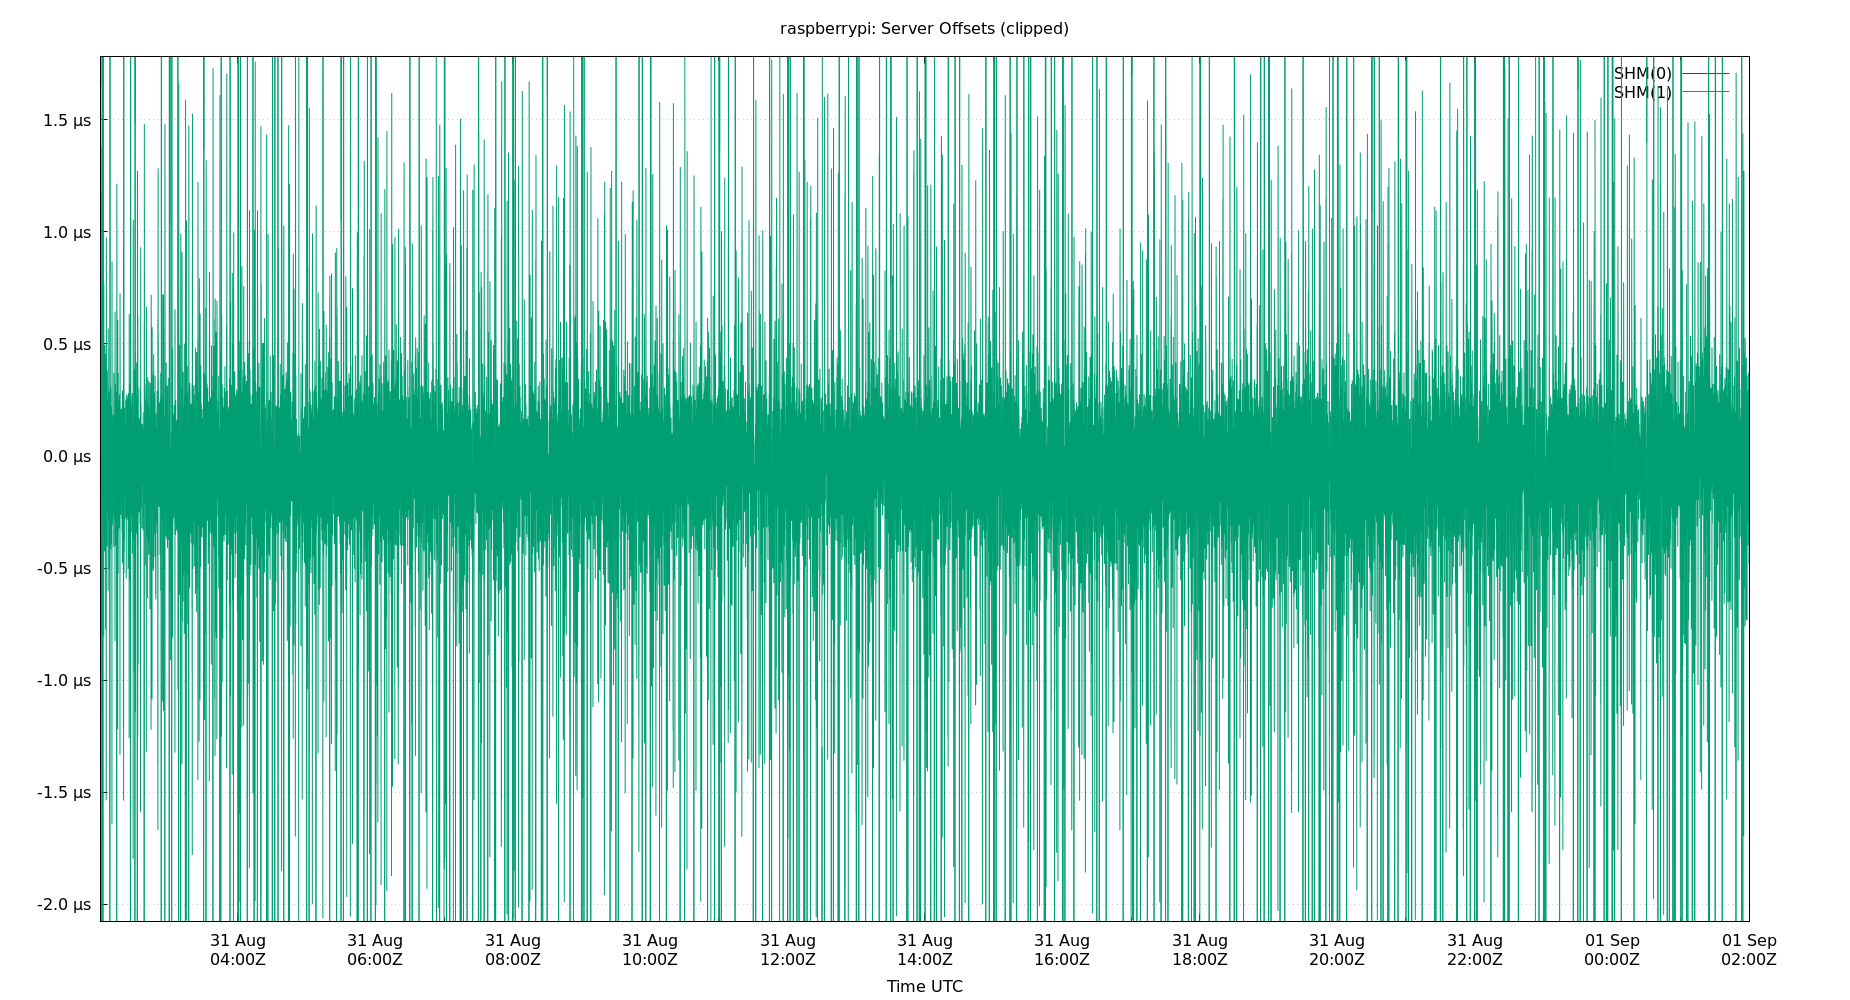 raspberrypi: Server Offsets (clipped)
SHM(0)
SHM(1)
1.5 µs
1.0 µs
0.5 µs
0.0 µs
-0.5 µs
-1.0 µs
-1.5 µs
-2.0 µs
31 Aug 31 Aug 31 Aug 31 Aug 31 Aug 31 Aug 31 Aug 31 Aug 31 Aug 31 Aug 01 Sep 01 Sep
04:00Z 06:00Z 08:00Z 10:00Z 12:00Z 14:00Z 16:00Z 18:00Z 20:00Z 22:00Z 00:00Z 02:00Z
Time UTC